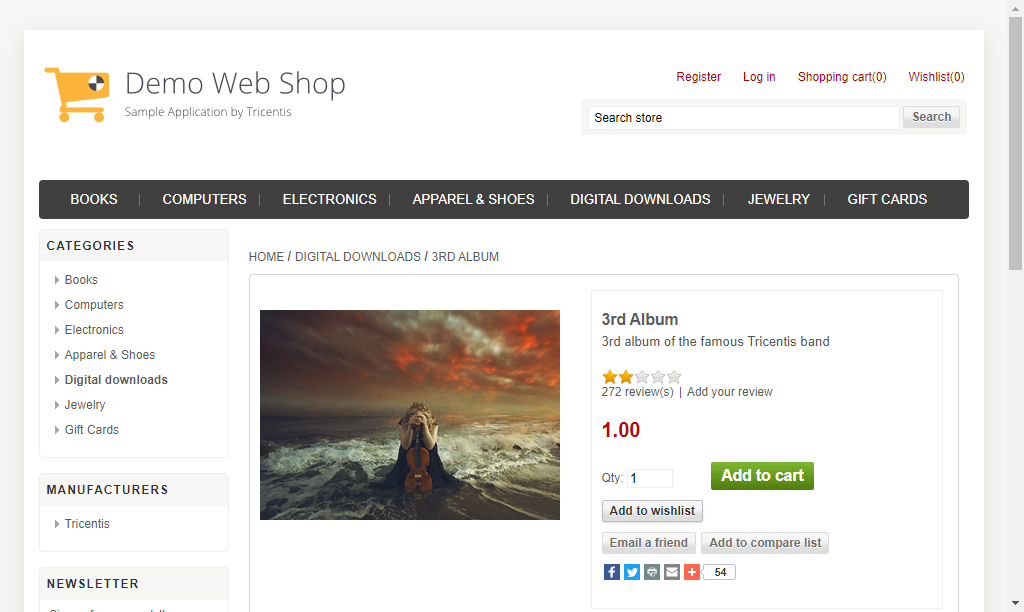 Demo Web Shop
Sample Application by Tricentis
Register
Log in
Shopping cart(0)
Wishlist(0)
Search store
Search
BOOKS
COMPUTERS
ELECTRONICS
APPAREL & SHOES
DIGITAL DOWNLOADS
JEWELRY
GIFT CARDS
CATEGORIES
Books
Computers
Electronics
Apparel & Shoes
Digital downloads
Jewelry
Gift Cards
MANUFACTURERS
Tricentis
NEWSLETTER
HOME / DIGITAL DOWNLOADS / 3RD ALBUM
3rd Album
3rd album of the famous Tricentis band
272 review(s) | Add your review
1.00
Qty: 1
Add to cart
Add to wishlist
Email a friend
Add to compare list
54